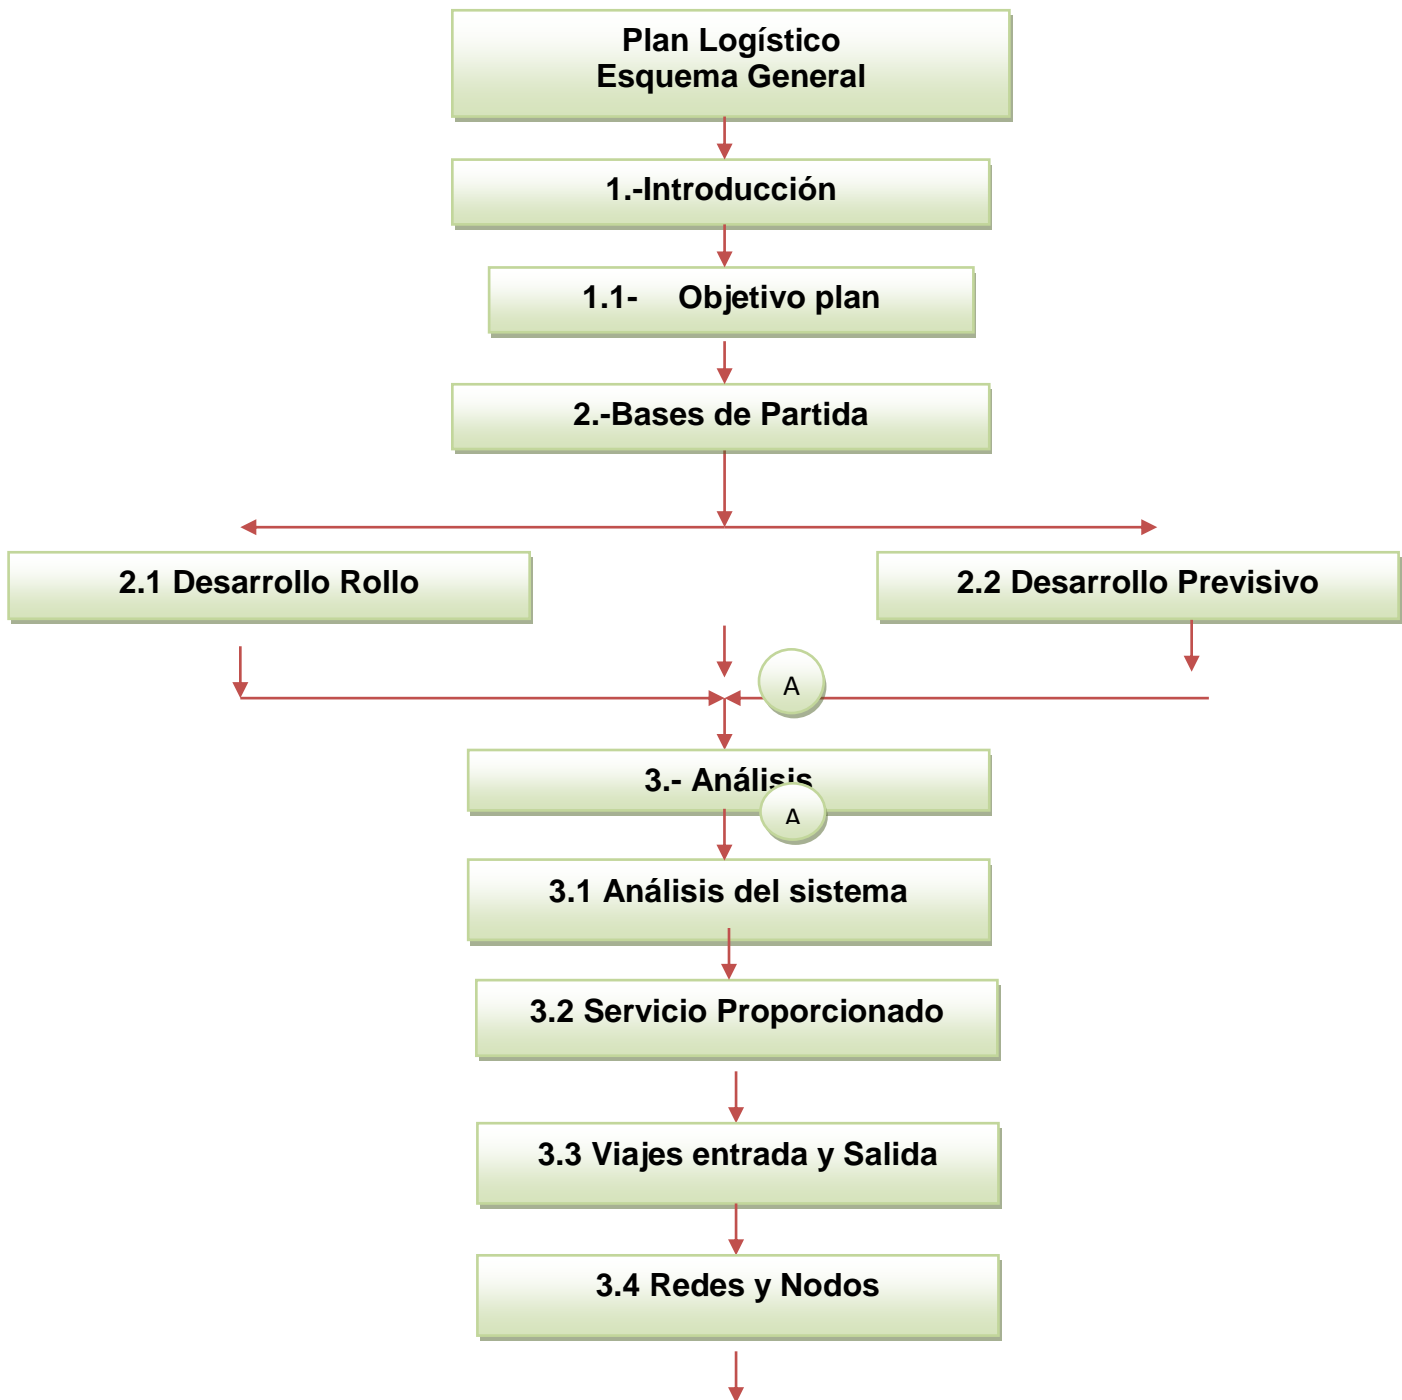 Plan Logístico
Esquema General
1.-Introducción
1.1- Objetivo plan
2.-Bases de Partida
2.1 Desarrollo Rollo
2.2 Desarrollo Previsivo
A
3.- Análisis
A
3.1 Análisis del sistema
3.2 Servicio Proporcionado
3.3 Viajes entrada y Salida
3.4 Redes y Nodos